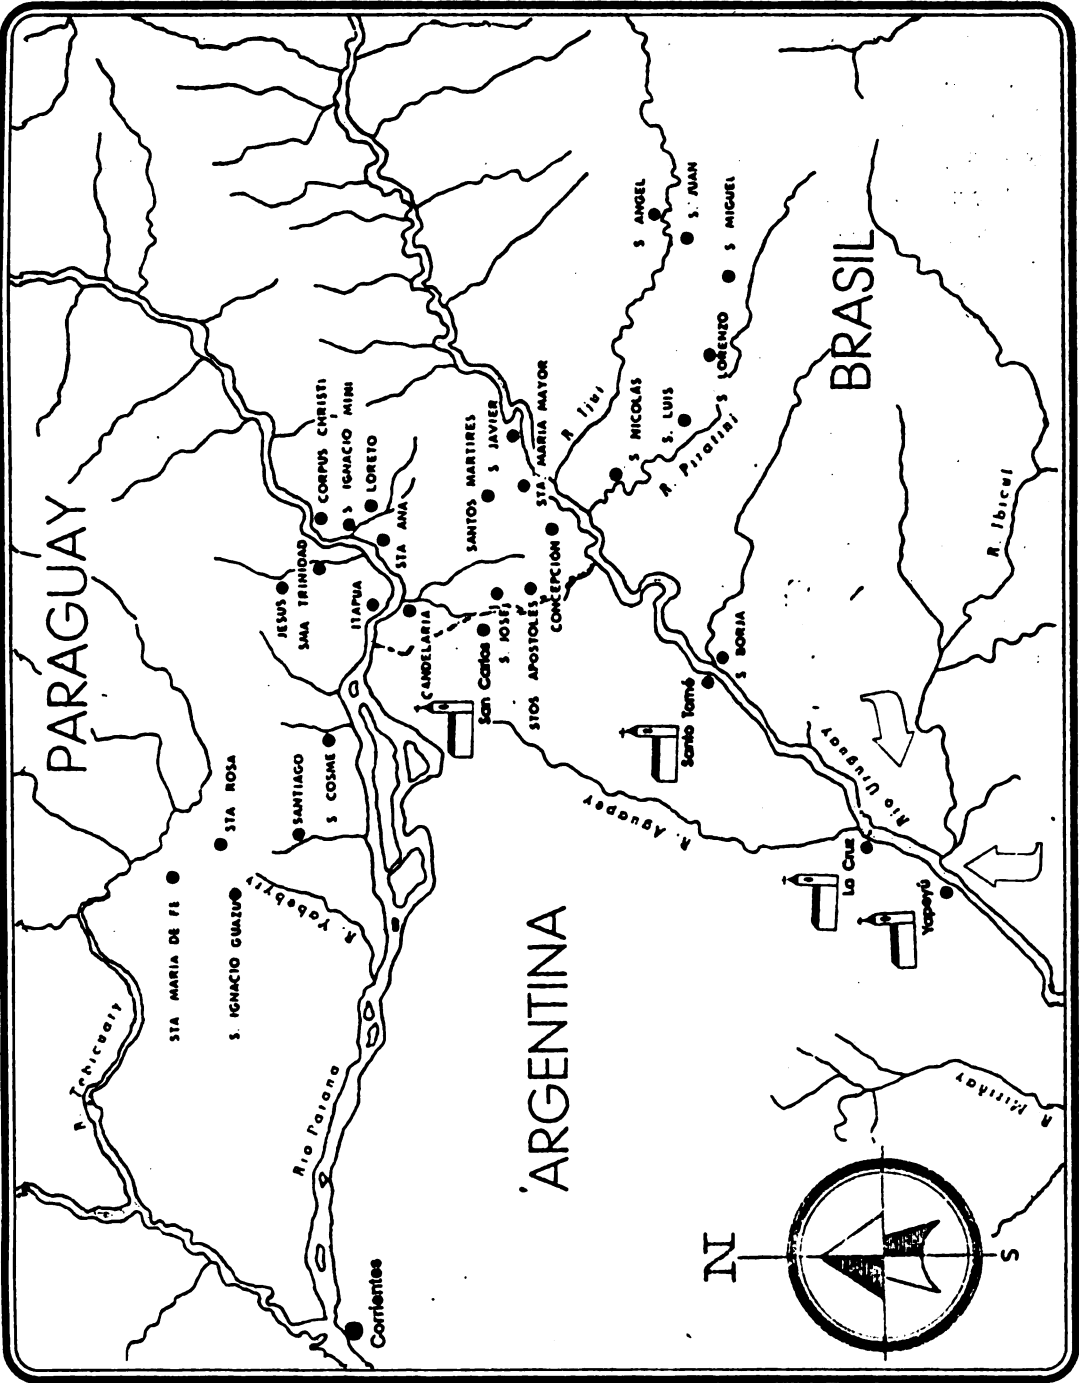 PARAGUAY
BRASIL
ARGENTINA
CORPUS CHRISTI
S IGNACIO MINI
LORETO
STA ANA
JESUS
SMA TRINIDAD
ITAPUA
CANDELARIA
SANTOS MARTIRES
S JAVIER
STA MARIA MAYOR
CONCEPCIÓN
S. JOSE
STOS APOSTOLES
San Carlos
S ANGEL
S. JUAN
S MIGUEL
S LORENZO
S NICOLAS
S. LUIS
R Ijui
R. Piratini
R. Ibicui
S BORJA
Santo Tomé
Rio Uruguay
R. Aguapey
La Cruz
Yapeyú
STA ROSA
SANTIAGO
S COSME
STA MARIA DE FE
S. IGNACIO GUAZU
R. Yabebyry
R. Tebicuary
Rio Parana
R Miriñay
Corrientes
N
S